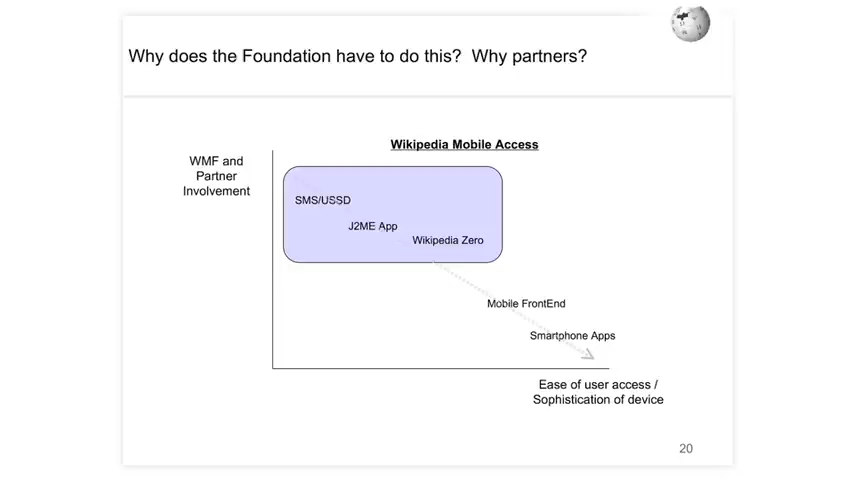 Why does the Foundation have to do this?  Why partners?
Wikipedia Mobile Access
WMF and
Partner
Involvement
SMS/USSD
J2ME App
Wikipedia Zero
Mobile FrontEnd
Smartphone Apps
Ease of user access /
Sophistication of device
20